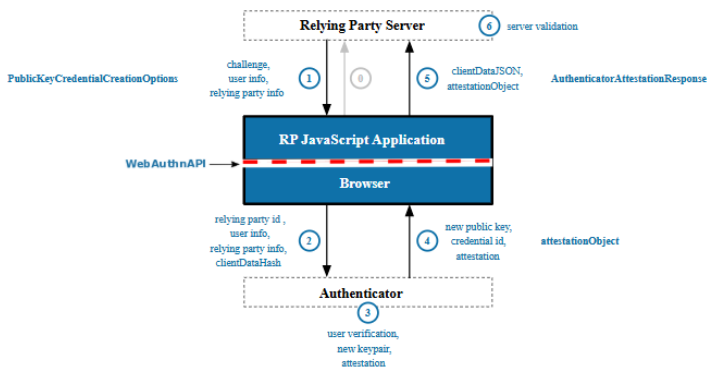 Relying Party Server
6 server validation
PublicKeyCredentialCreationOptions
challenge,
user info,
relying party info
1
0
5
clientDataJSON,
attestationObject
AuthenticatorAttestationResponse
RP JavaScript Application
WebAuthnAPI
Browser
relying party id ,
user info,
relying party info,
clientDataHash
2
4
new public key,
credential id,
attestation
attestationObject
Authenticator
3
user verification,
new keypair,
attestation